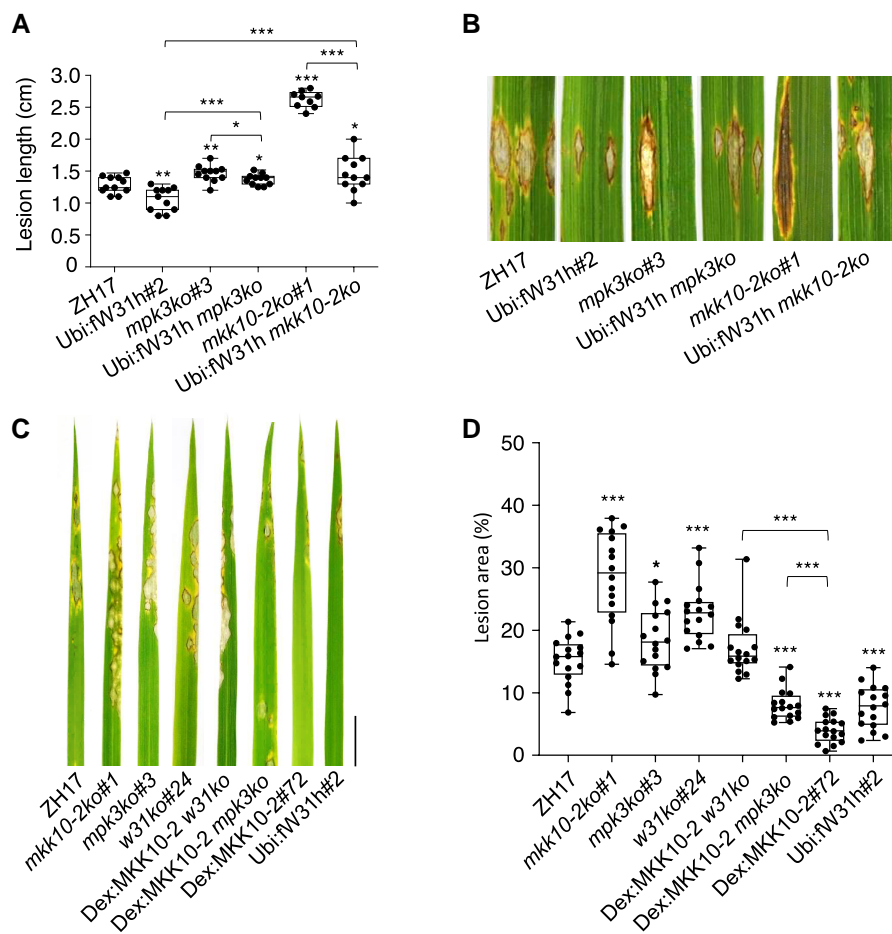 A
Lesion length (cm)
3.0
2.5
2.0
1.5
1.0
0.5
0
***
***
***
***
*
**
**
*
*
ZH17
Ubi:fW31h#2
mpk3ko#3
Ubi:fW31h mpk3ko
mkk10-2ko#1
Ubi:fW31h mkk10-2ko
B
ZH17
Ubi:fW31h#2
mpk3ko#3
Ubi:fW31h mpk3ko
mkk10-2ko#1
Ubi:fW31h mkk10-2ko
C
ZH17
mkk10-2ko#1
mpk3ko#3
w31ko#24
Dex:MKK10-2 w31ko
Dex:MKK10-2 mpk3ko
Dex:MKK10-2#72
Ubi:fW31h#2
D
Lesion area (%)
50
40
30
20
10
0
***
*
***
***
***
***
***
***
ZH17
mkk10-2ko#1
mpk3ko#3
w31ko#24
Dex:MKK10-2 w31ko
Dex:MKK10-2 mpk3ko
Dex:MKK10-2#72
Ubi:fW31h#2